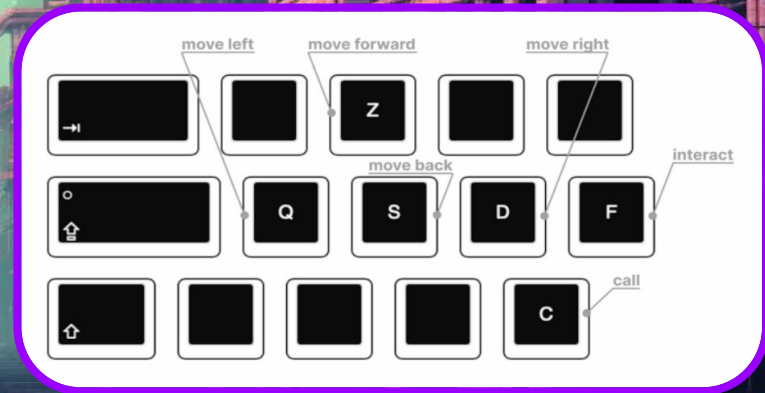 move left move forward move right
Z
move back
interact
Q S D F
call
C